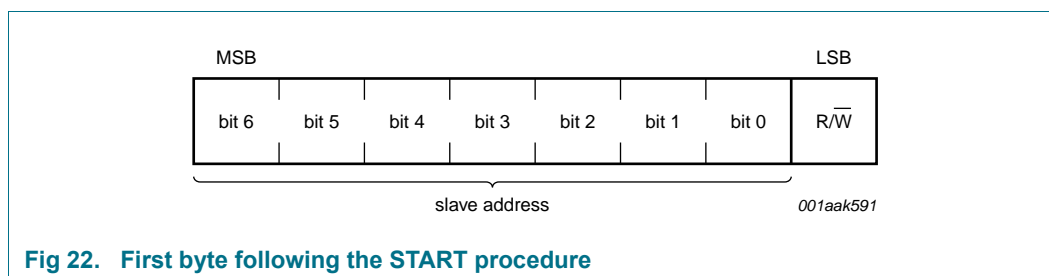 MSB LSB
bit 6 bit 5 bit 4 bit 3 bit 2 bit 1 bit 0 R/W̅
slave address 001aak591
Fig 22. First byte following the START procedure